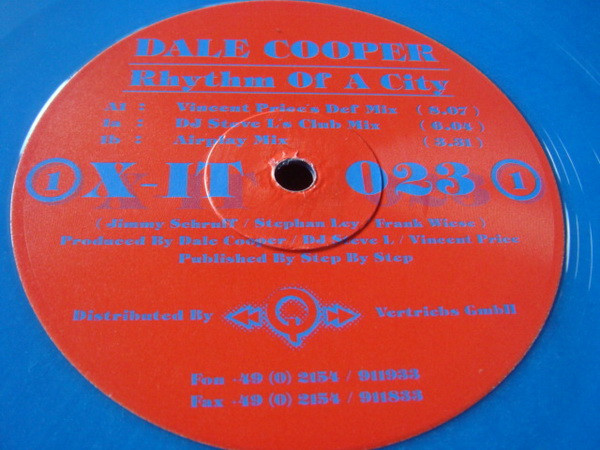 DALE COOPER
Rhythm Of A City
A1 : Vincent Price's Def Mix ( 8.07 )
1a : DJ Steve L's Club Mix ( 6.04 )
1b : Airplay Mix ( 3.31 )
1 X-IT 023 1
( Jimmy Schruff / Stephan Ley / Frank Wiese )
Produced By Dale Cooper / DJ Steve L / Vincent Price
Published By Step By Step
Distributed By Vertriebs GmbH
Fon +49 (0) 2154 / 911933
Fax +49 (0) 2154 / 911833